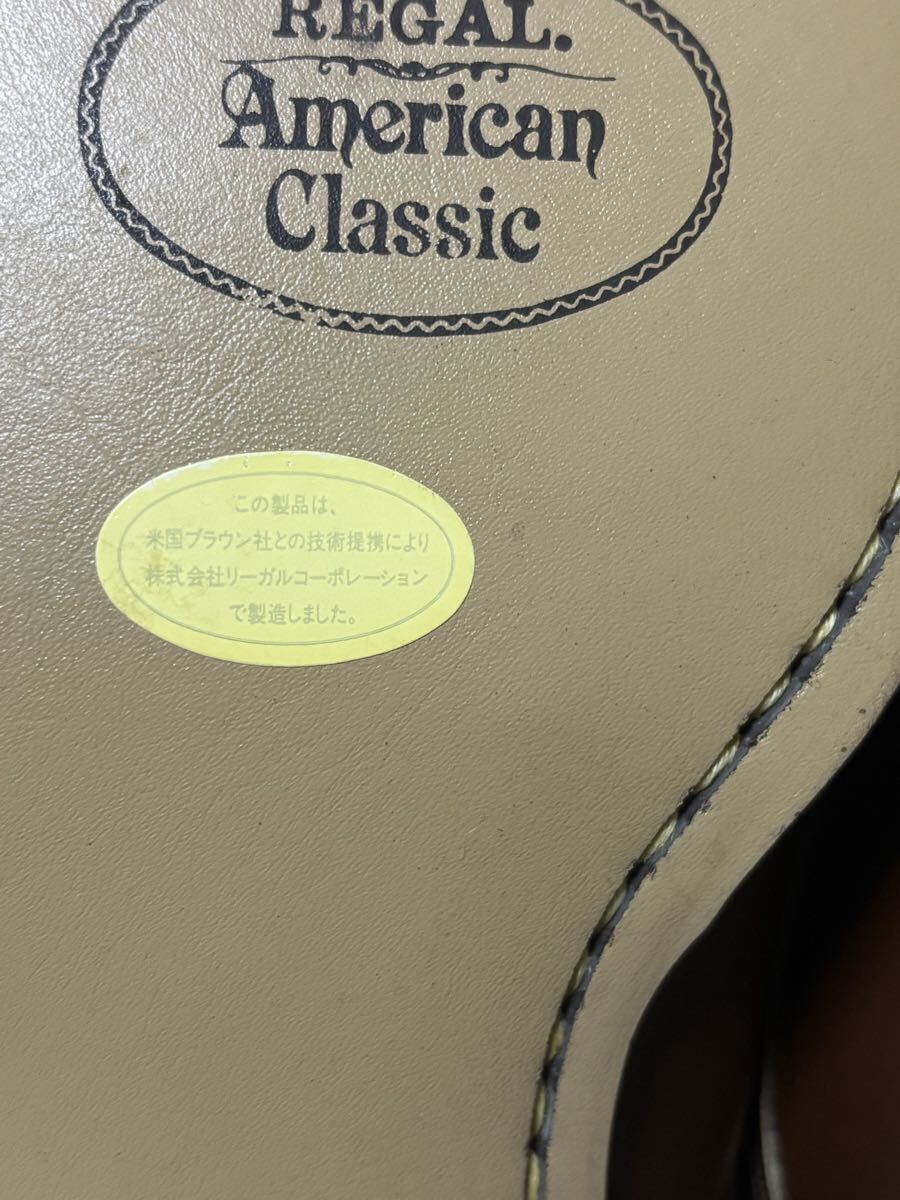 REGAL.
American
Classic
この製品は、
米国ブラウン社との技術提携により
株式会社リーガルコーポレーション
で製造しました。